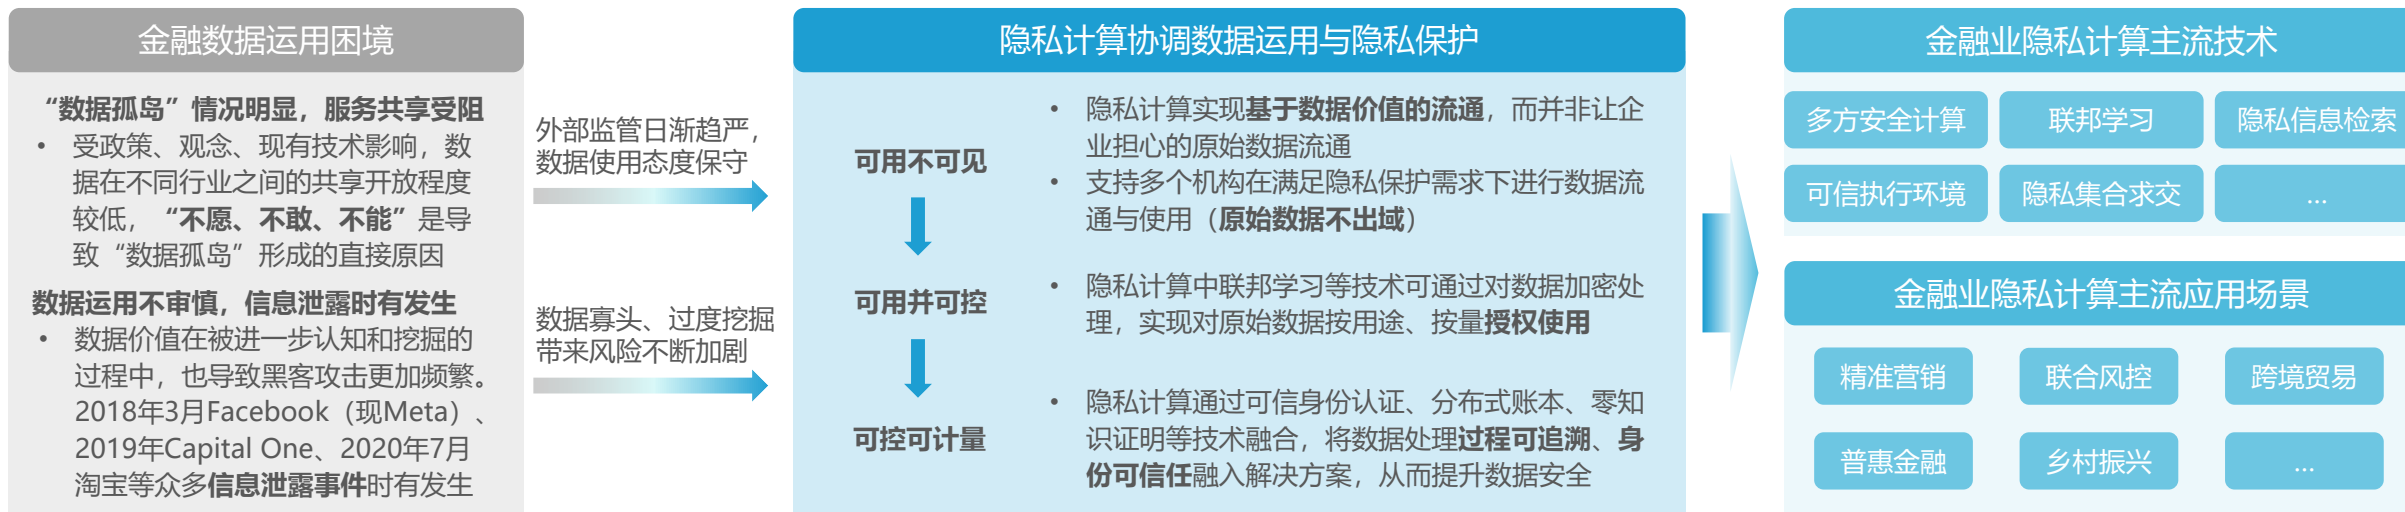 金融数据运用困境
“数据孤岛”情况明显，服务共享受阻
• 受政策、观念、现有技术影响，数
据在不同行业之间的共享开放程度
较低，“不愿、不敢、不能”是导
致“数据孤岛”形成的直接原因
数据运用不审慎，信息泄露时有发生
• 数据价值在被进一步认知和挖掘的
过程中，也导致黑客攻击更加频繁。
2018年3月Facebook（现Meta）、
2019年Capital One、2020年7月
淘宝等众多信息泄露事件时有发生
外部监管日渐趋严，
数据使用态度保守
数据寡头、过度挖掘
带来风险不断加剧
隐私计算协调数据运用与隐私保护
可用不可见
• 隐私计算实现基于数据价值的流通，而并非让企
业担心的原始数据流通
• 支持多个机构在满足隐私保护需求下进行数据流
通与使用（原始数据不出域）
可用并可控
• 隐私计算中联邦学习等技术可通过对数据加密处
理，实现对原始数据按用途、按量授权使用
可控可计量
• 隐私计算通过可信身份认证、分布式账本、零知
识证明等技术融合，将数据处理过程可追溯、身
份可信任融入解决方案，从而提升数据安全
金融业隐私计算主流技术
多方安全计算
联邦学习
隐私信息检索
可信执行环境
隐私集合求交
...
金融业隐私计算主流应用场景
精准营销
联合风控
跨境贸易
普惠金融
乡村振兴
...